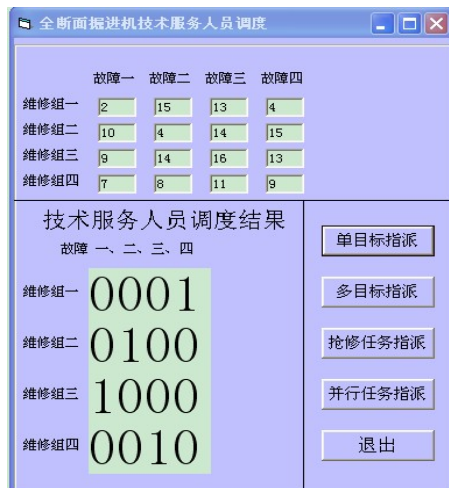 全断面掘进机技术服务人员调度
故障一 故障二 故障三 故障四
维修组一 2 15 13 4
维修组二 10 4 14 15
维修组三 9 14 16 13
维修组四 7 8 11 9
技术服务人员调度结果
故障 一、二、三、四
维修组一 0001
维修组二 0100
维修组三 1000
维修组四 0010
单目标指派
多目标指派
抢修任务指派
并行任务指派
退出